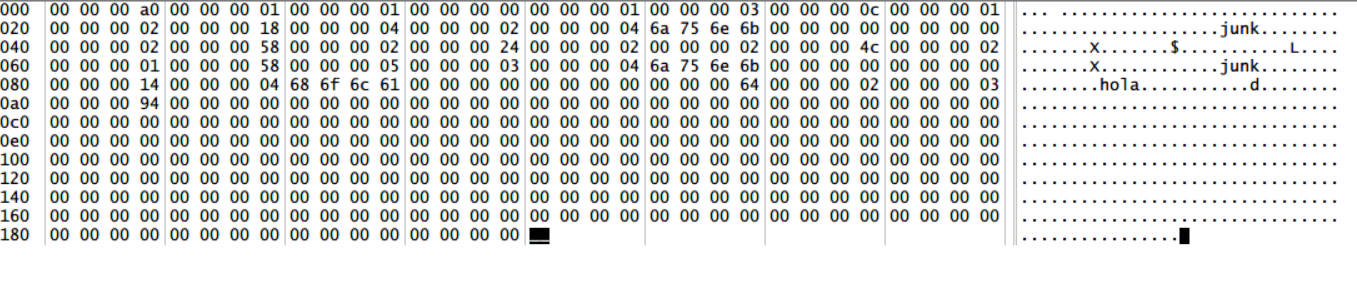 000 00 00 00 a0 00 00 00 01 00 00 00 01 00 00 00 00 00 00 00 01 00 00 00 03 00 00 00 0c 00 00 00 01 ... ............................
020 00 00 00 02 00 00 00 18 00 00 00 04 00 00 00 02 00 00 00 04 6a 75 6e 6b 00 00 00 00 00 00 00 00 ....................junk........
040 00 00 00 02 00 00 00 58 00 00 00 02 00 00 00 24 00 00 00 02 00 00 00 02 00 00 00 4c 00 00 00 02 .......X.......$...........L....
060 00 00 00 01 00 00 00 58 00 00 00 05 00 00 00 03 00 00 00 04 6a 75 6e 6b 00 00 00 00 00 00 00 00 .......X............junk........
080 00 00 00 14 00 00 00 04 68 6f 6c 61 00 00 00 00 00 00 00 00 00 00 00 64 00 00 00 02 00 00 00 03 ........hola...........d........
0a0 00 00 00 94 00 00 00 00 00 00 00 00 00 00 00 00 00 00 00 00 00 00 00 00 00 00 00 00 00 00 00 00 ................................
0c0 00 00 00 00 00 00 00 00 00 00 00 00 00 00 00 00 00 00 00 00 00 00 00 00 00 00 00 00 00 00 00 00 ................................
0e0 00 00 00 00 00 00 00 00 00 00 00 00 00 00 00 00 00 00 00 00 00 00 00 00 00 00 00 00 00 00 00 00 ................................
100 00 00 00 00 00 00 00 00 00 00 00 00 00 00 00 00 00 00 00 00 00 00 00 00 00 00 00 00 00 00 00 00 ................................
120 00 00 00 00 00 00 00 00 00 00 00 00 00 00 00 00 00 00 00 00 00 00 00 00 00 00 00 00 00 00 00 00 ................................
140 00 00 00 00 00 00 00 00 00 00 00 00 00 00 00 00 00 00 00 00 00 00 00 00 00 00 00 00 00 00 00 00 ................................
160 00 00 00 00 00 00 00 00 00 00 00 00 00 00 00 00 00 00 00 00 00 00 00 00 00 00 00 00 00 00 00 00 ................................
180 00 00 00 00 00 00 00 00 00 00 00 00 00 00 00 00 ................